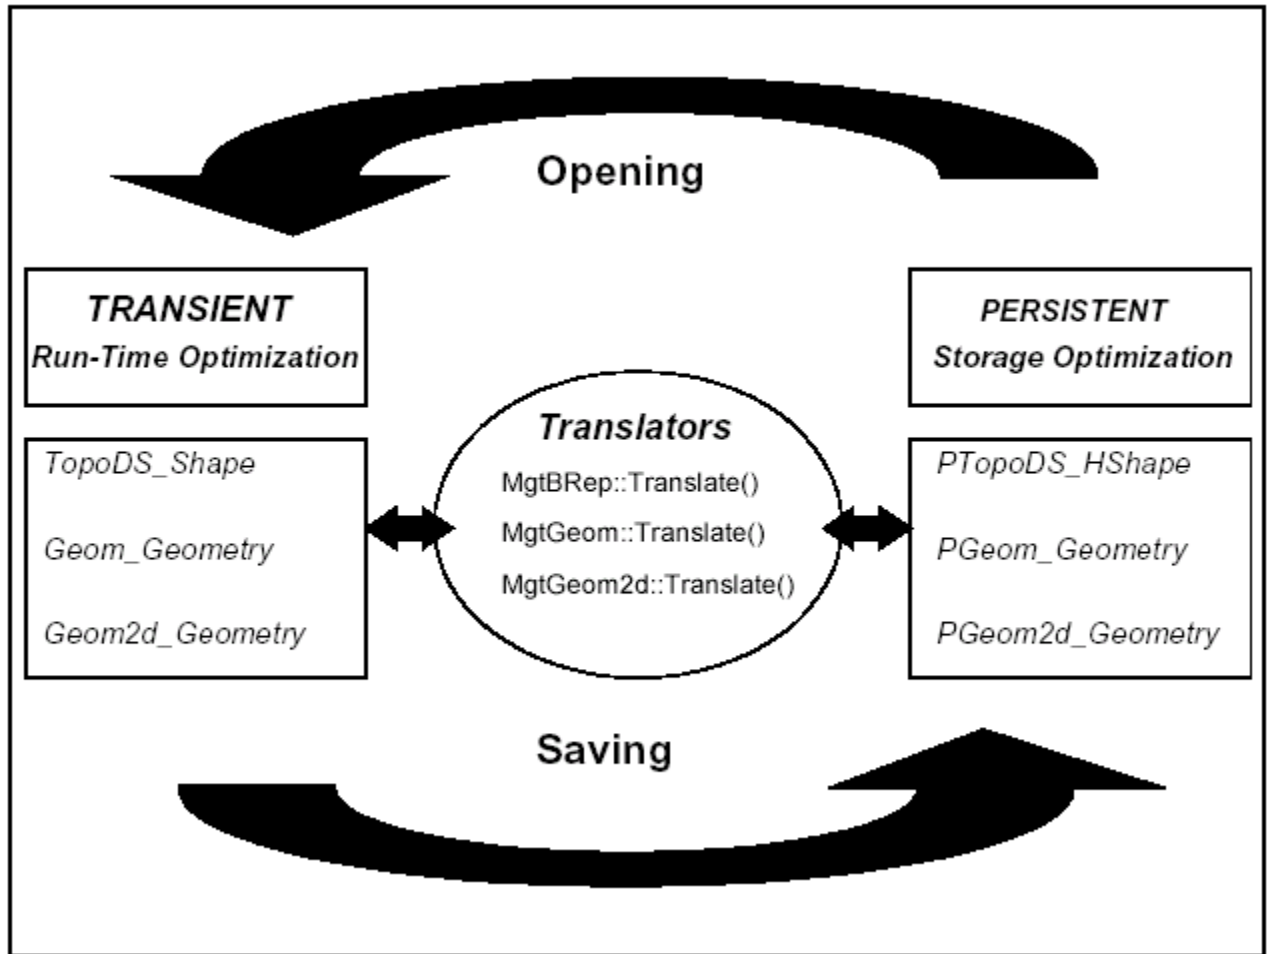 Opening
TRANSIENT
Run-Time Optimization
PERSISTENT
Storage Optimization
TopoDS_Shape
Geom_Geometry
Geom2d_Geometry
Translators
MgtBRep::Translate()
MgtGeom::Translate()
MgtGeom2d::Translate()
PTopoDS_HShape
PGeom_Geometry
PGeom2d_Geometry
Saving